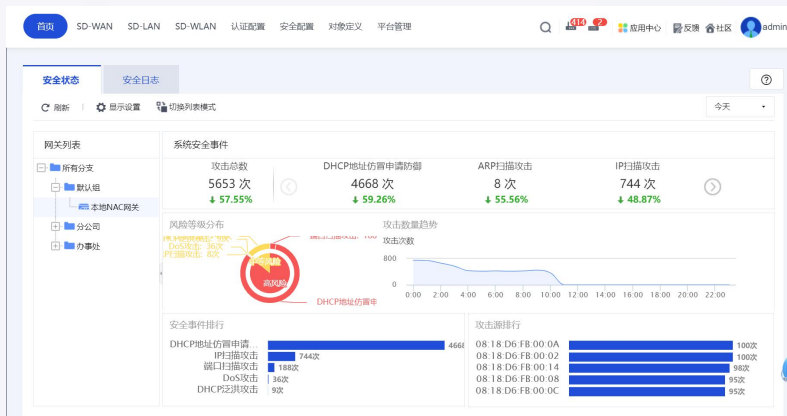 首页 SD-WAN SD-LAN SD-WLAN 认证配置 安全配置 对象定义 平台管理 414 2 应用中心 反馈 社区 admin
安全状态 安全日志
刷新 显示设置 切换列表模式 今天
网关列表
所有分支
默认组
本地NAC网关
分公司
办事处
系统安全事件
攻击总数 DHCP地址仿冒申请防御 ARP扫描攻击 IP扫描攻击
5653 次 4668 次 8 次 744 次
57.55% 59.26% 55.56% 48.87%
风险等级分布
DoS攻击: 36次
高风险
DHCP地址仿冒申
攻击数量趋势
攻击次数
800
0
0:00 2:00 4:00 6:00 8:00 10:00 12:00 14:00 16:00 18:00 20:00 22:00
安全事件排行
DHCP地址仿冒申请... 4668
IP扫描攻击 744次
端口扫描攻击 188次
DoS攻击 36次
DHCP泛洪攻击 9次
攻击源排行
08:18:D6:FB:00:0A 100次
08:18:D6:FB:00:02 100次
08:18:D6:FB:00:14 98次
08:18:D6:FB:00:08 95次
08:18:D6:FB:00:0C 95次